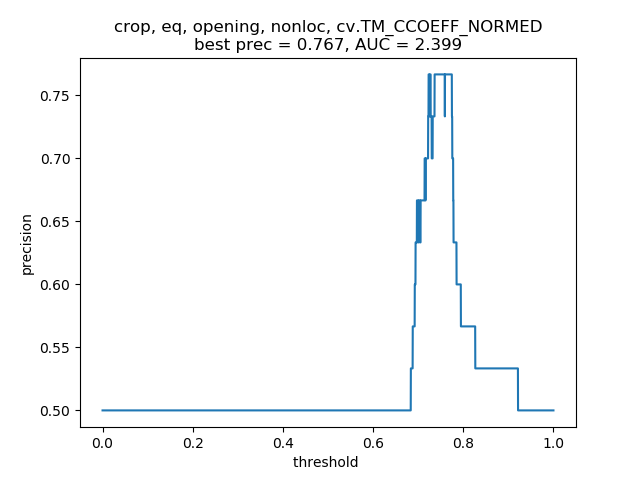 crop, eq, opening, nonloc, cv.TM_CCOEFF_NORMED
best prec = 0.767, AUC = 2.399
0.75
0.70
0.65
0.60
0.55
0.50
precision
0.0 0.2 0.4 0.6 0.8 1.0
threshold